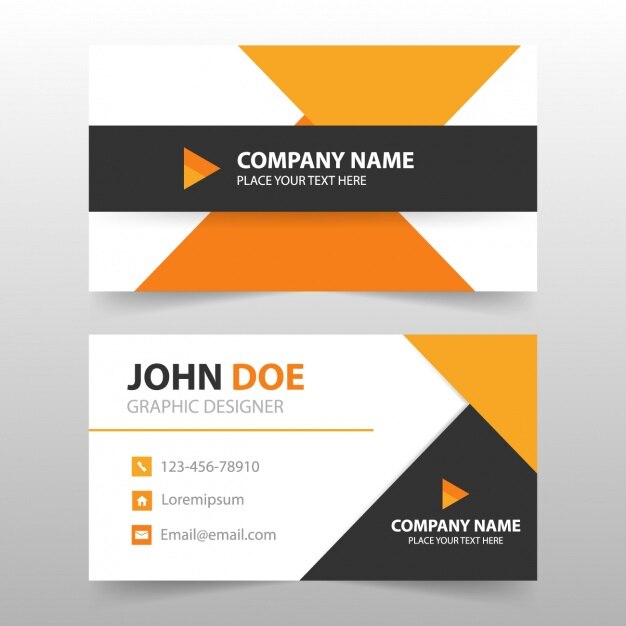 COMPANY NAME
PLACE YOUR TEXT HERE
JOHN DOE
GRAPHIC DESIGNER
123-456-78910
Loremipsum
Email@email.com
COMPANY NAME
PLACE YOUR TEXT HERE